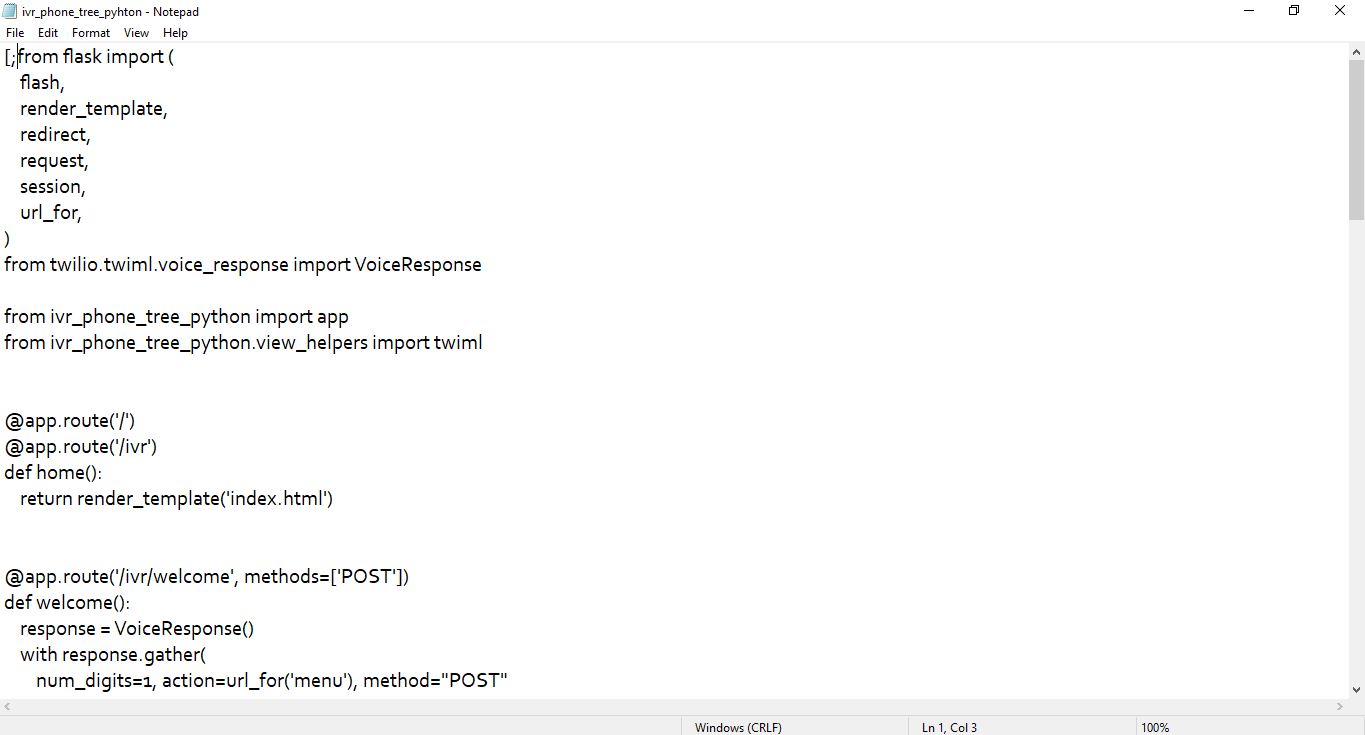 ivr_phone_tree_pyhton - Notepad
File Edit Format View Help
[;from flask import (
flash,
render_template,
redirect,
request,
session,
url_for,
)
from twilio.twiml.voice_response import VoiceResponse
from ivr_phone_tree_python import app
from ivr_phone_tree_python.view_helpers import twiml
@app.route('/')
@app.route('/ivr')
def home():
return render_template('index.html')
@app.route('/ivr/welcome', methods=['POST'])
def welcome():
response = VoiceResponse()
with response.gather(
num_digits=1, action=url_for('menu'), method="POST"
Windows (CRLF) Ln 1, Col 3 100%